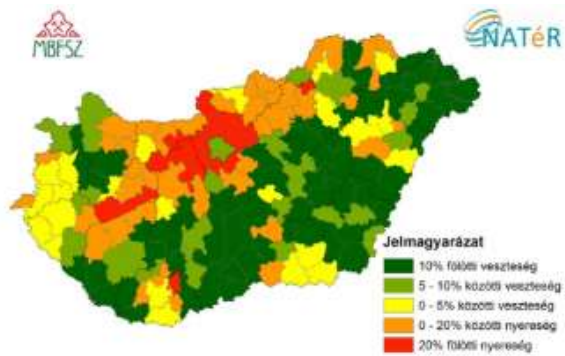 MBFSZ
NATéR
Jelmagyarázat
10% fölötti veszteség
5 - 10% közötti veszteség
0 - 5% közötti veszteség
0 - 20% közötti nyereség
20% fölötti nyereség